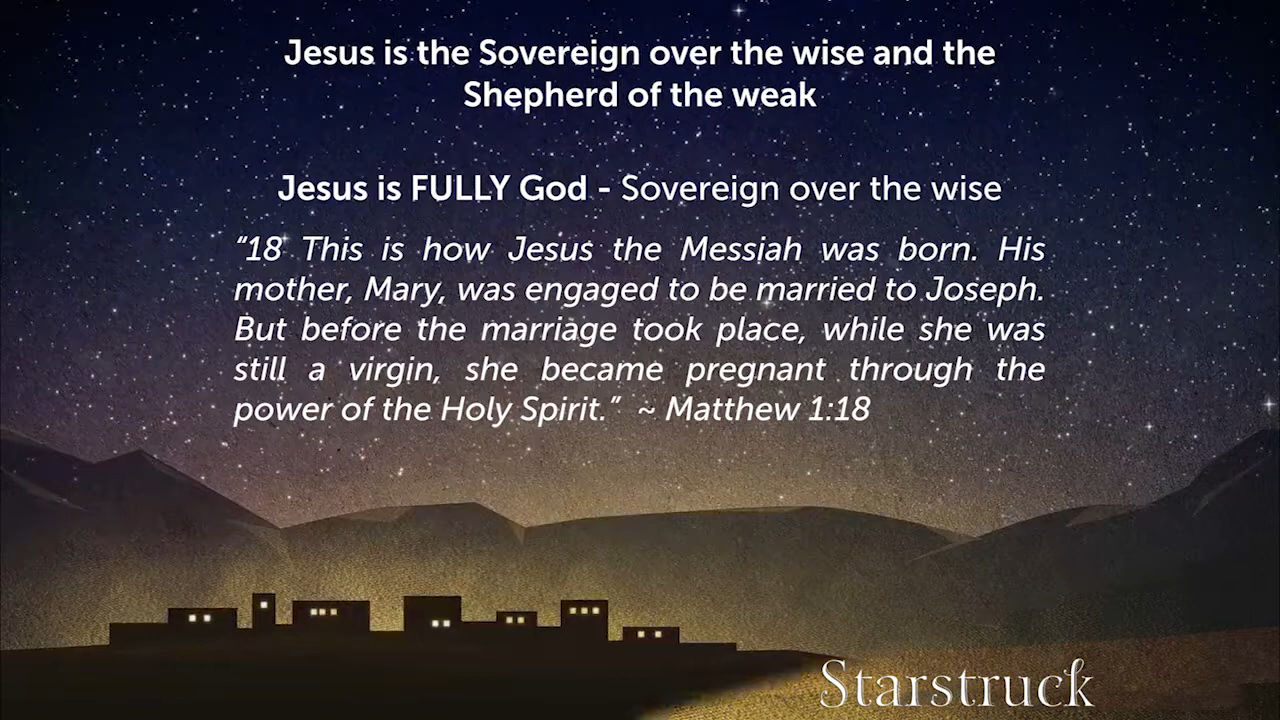 Jesus is the Sovereign over the wise and the
Shepherd of the weak
Jesus is FULLY God - Sovereign over the wise
“18 This is how Jesus the Messiah was born. His
mother, Mary, was engaged to be married to Joseph.
But before the marriage took place, while she was
still a virgin, she became pregnant through the
power of the Holy Spirit.” ~ Matthew 1:18
Starstruck